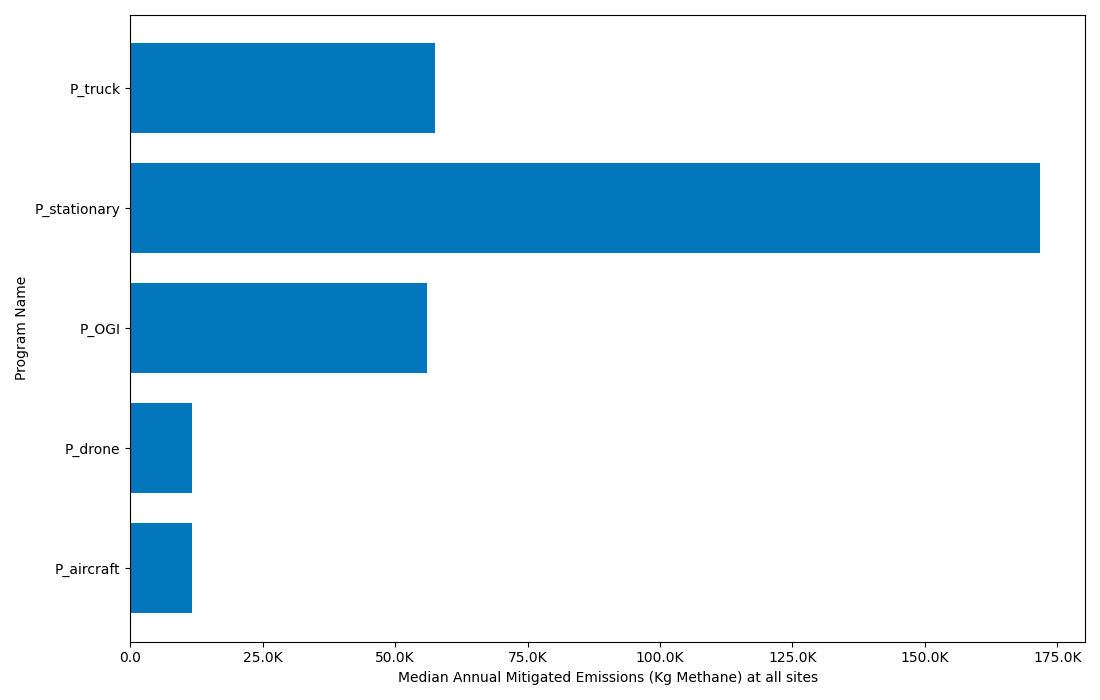 Program Name
P_truck
P_stationary
P_OGI
P_drone
P_aircraft
0.0 25.0K 50.0K 75.0K 100.0K 125.0K 150.0K 175.0K
Median Annual Mitigated Emissions (Kg Methane) at all sites